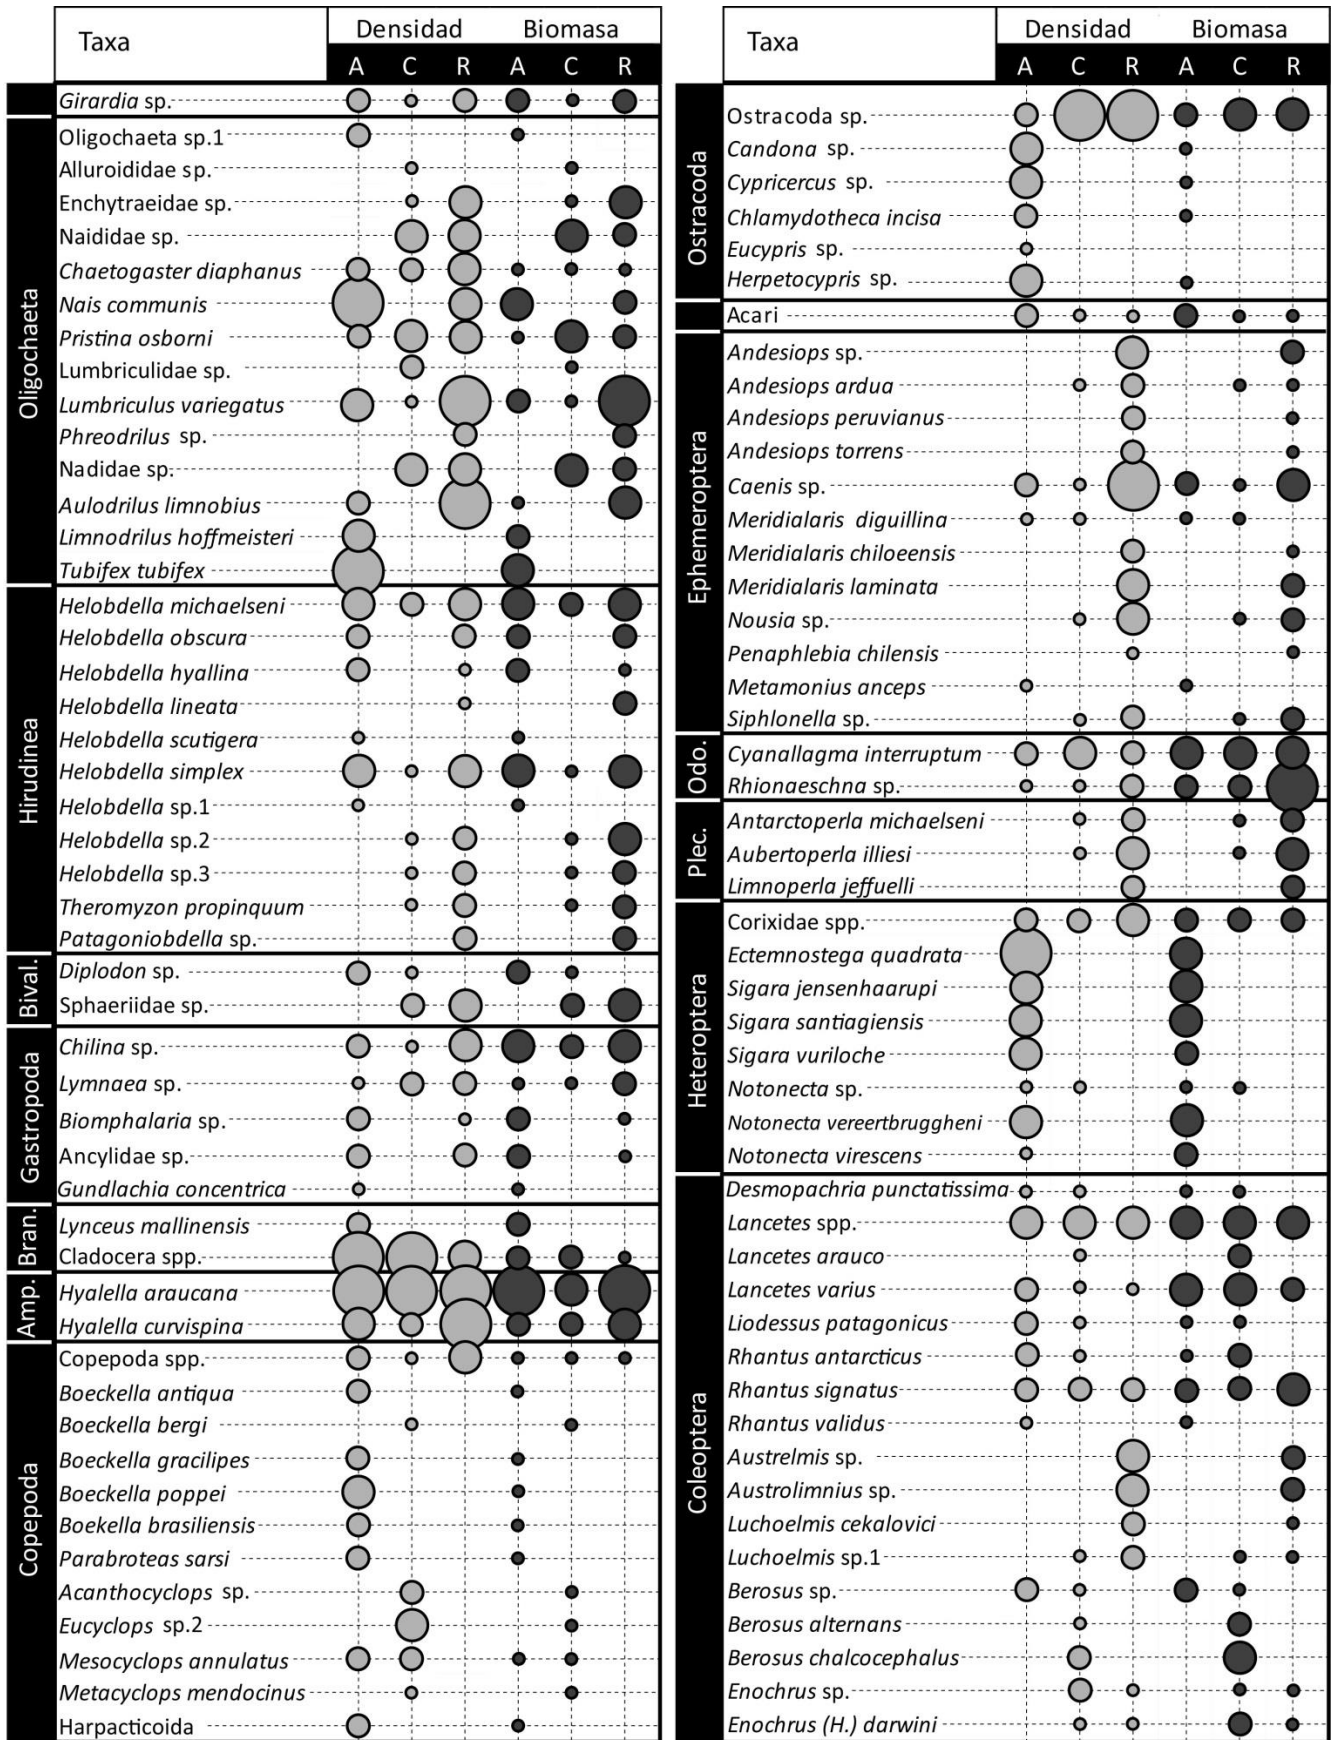 Taxa Densidad Biomasa
A C R A C R
Girardia sp.
Oligochaeta
Oligochaeta sp.1
Alluroididae sp.
Enchytraeidae sp.
Naididae sp.
Chaetogaster diaphanus
Nais communis
Pristina osborni
Lumbriculidae sp.
Lumbriculus variegatus
Phreodrilus sp.
Nadidae sp.
Aulodrilus limnobius
Limnodrilus hoffmeisteri
Tubifex tubifex
Hirudinea
Helobdella michaelseni
Helobdella obscura
Helobdella hyallina
Helobdella lineata
Helobdella scutigera
Helobdella simplex
Helobdella sp.1
Helobdella sp.2
Helobdella sp.3
Theromyzon propinquum
Patagoniobdella sp.
Bival.
Diplodon sp.
Sphaeriidae sp.
Gastropoda
Chilina sp.
Lymnaea sp.
Biomphalaria sp.
Ancylidae sp.
Gundlachia concentrica
Bran.
Lynceus mallinensis
Cladocera spp.
Amp.
Hyalella araucana
Hyalella curvispina
Copepoda
Copepoda spp.
Boeckella antiqua
Boeckella bergi
Boeckella gracilipes
Boeckella poppei
Boekella brasiliensis
Parabroteas sarsi
Acanthocyclops sp.
Eucyclops sp.2
Mesocyclops annulatus
Metacyclops mendocinus
Harpacticoida
Taxa Densidad Biomasa
A C R A C R
Ostracoda
Ostracoda sp.
Candona sp.
Cypricercus sp.
Chlamydotheca incisa
Eucypris sp.
Herpetocypris sp.
Acari
Ephemeroptera
Andesiops sp.
Andesiops ardua
Andesiops peruvianus
Andesiops torrens
Caenis sp.
Meridialaris diguillina
Meridialaris chiloeensis
Meridialaris laminata
Nousia sp.
Penaphlebia chilensis
Metamonius anceps
Siphlonella sp.
Odo.
Cyanallagma interruptum
Rhionaeschna sp.
Plec.
Antarctoperla michaelseni
Aubertoperla illiesi
Limnoperla jeffuelli
Heteroptera
Corixidae spp.
Ectemnostega quadrata
Sigara jensenhaarupi
Sigara santiagiensis
Sigara vuriloche
Notonecta sp.
Notonecta vereertbruggheni
Notonecta virescens
Coleoptera
Desmopachria punctatissima
Lancetes spp.
Lancetes arauco
Lancetes varius
Liodessus patagonicus
Rhantus antarcticus
Rhantus signatus
Rhantus validus
Austrelmis sp.
Austrolimnius sp.
Luchoelmis cekalovici
Luchoelmis sp.1
Berosus sp.
Berosus alternans
Berosus chalcocephalus
Enochrus sp.
Enochrus (H.) darwini